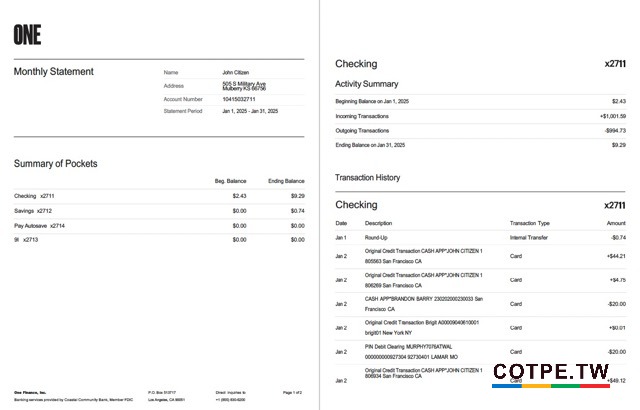 ONE
Monthly Statement
Name John Citizen
Address 505 S Military Ave
Mulberry KS 66756
Account Number 10415032711
Statement Period Jan 1, 2025 - Jan 31, 2025
Summary of Pockets
Beg. Balance Ending Balance
Checking x2711 $2.43 $9.29
Savings x2712 $0.00 $0.74
Pay Autosave x2714 $0.00 $0.00
9I x2713 $0.00 $0.00
One Finance, Inc. P.O. Box 513717 Direct inquiries to Page 1 of 2
Banking services provided by Coastal Community Bank, Member FDIC Los Angeles, CA 90051
Checking x2711
Activity Summary
Beginning Balance on Jan 1, 2025 $2.43
Incoming Transactions +$1,001.59
Outgoing Transactions -$994.73
Ending Balance on Jan 31, 2025 $9.29
Transaction History
Checking x2711
Date Description Transaction Type Amount
Jan 1 Round-Up Internal Transfer -$0.74
Jan 2 Original Credit Transaction CASH APP*JOHN CITIZEN 1
805563 San Francisco CA Card +$44.21
Jan 2 Original Credit Transaction CASH APP*JOHN CITIZEN 1
806269 San Francisco CA Card +$4.75
Jan 2 CASH APP*BRANDON BARRY 230202000230033 San
Francisco CA Card -$20.00
Jan 2 Original Credit Transaction Brigit A00009040610001
brigit01 New York NY Card +$0.01
Jan 2 PIN Debit Clearing MURPHY7076ATWAL
000000000927304 92730401 LAMAR MO Card -$20.00
Original Credit Transaction CASH APP*JOHN CITIZEN 1
Jan 2 806934 San Francisco CA Card +$49.12
COTPE.TW